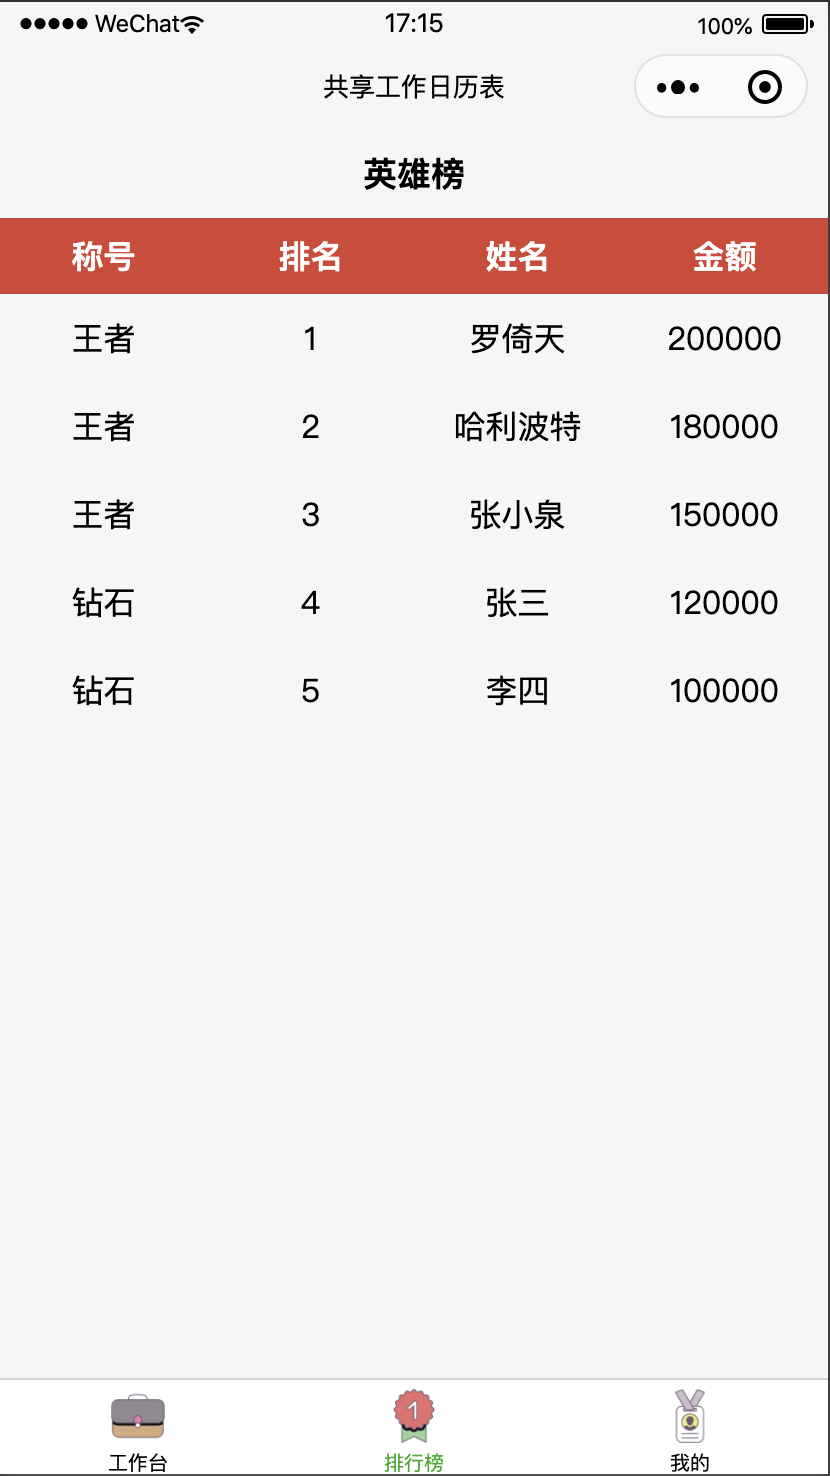 WeChat 17:15 100%
共享工作日历表
英雄榜
称号 排名 姓名 金额
王者 1 罗倚天 200000
王者 2 哈利波特 180000
王者 3 张小泉 150000
钻石 4 张三 120000
钻石 5 李四 100000
1
工作台 排行榜 我的